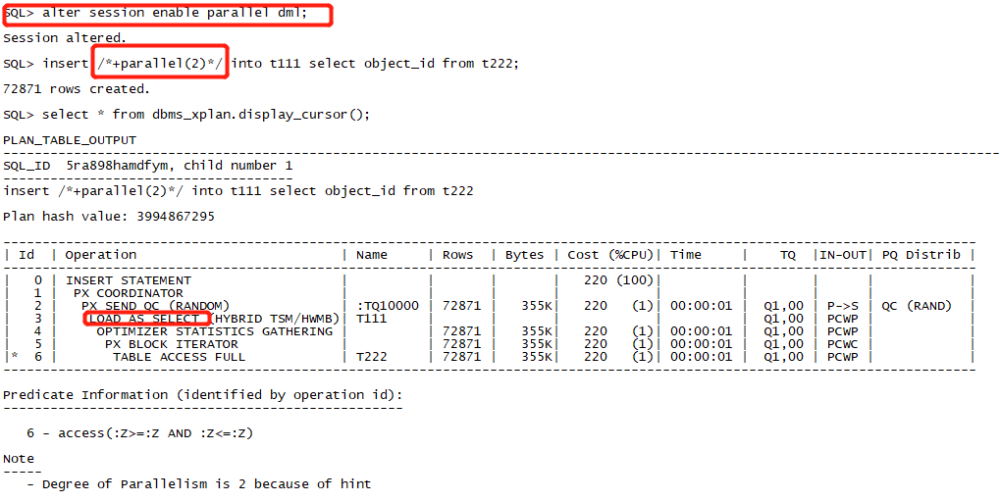 SQL> alter session enable parallel dml;
Session altered.
SQL> insert /*+parallel(2)*/ into t111 select object_id from t222;
72871 rows created.
SQL> select * from dbms_xplan.display_cursor();
PLAN_TABLE_OUTPUT
--------------------------------------------------------------------------------------------------------------------------------
SQL_ID  5ra898hamdfym, child number 1
-------------------------------------
insert /*+parallel(2)*/ into t111 select object_id from t222
Plan hash value: 3994867295
-----------------------------------------------------------------------------------------------------------------------------
| Id  | Operation                          | Name     | Rows  | Bytes | Cost (%CPU)| Time     |    TQ  |IN-OUT| PQ Distrib |
-----------------------------------------------------------------------------------------------------------------------------
|   0 | INSERT STATEMENT                   |          |       |       |   220 (100)|          |        |      |            |
|   1 |  PX COORDINATOR                    |          |       |       |            |          |        |      |            |
|   2 |   PX SEND QC (RANDOM)              | :TQ10000 | 72871 |   355K|   220   (1)| 00:00:01 |  Q1,00 | P->S | QC (RAND)  |
|   3 |    LOAD AS SELECT (HYBRID TSM/HWMB)| T111     |       |       |            |          |  Q1,00 | PCWP |            |
|   4 |     OPTIMIZER STATISTICS GATHERING |          | 72871 |   355K|   220   (1)| 00:00:01 |  Q1,00 | PCWP |            |
|   5 |      PX BLOCK ITERATOR             |          | 72871 |   355K|   220   (1)| 00:00:01 |  Q1,00 | PCWC |            |
|*  6 |       TABLE ACCESS FULL            | T222     | 72871 |   355K|   220   (1)| 00:00:01 |  Q1,00 | PCWP |            |
-----------------------------------------------------------------------------------------------------------------------------
Predicate Information (identified by operation id):
---------------------------------------------------
   6 - access(:Z>=:Z AND :Z<=:Z)
Note
-----
   - Degree of Parallelism is 2 because of hint